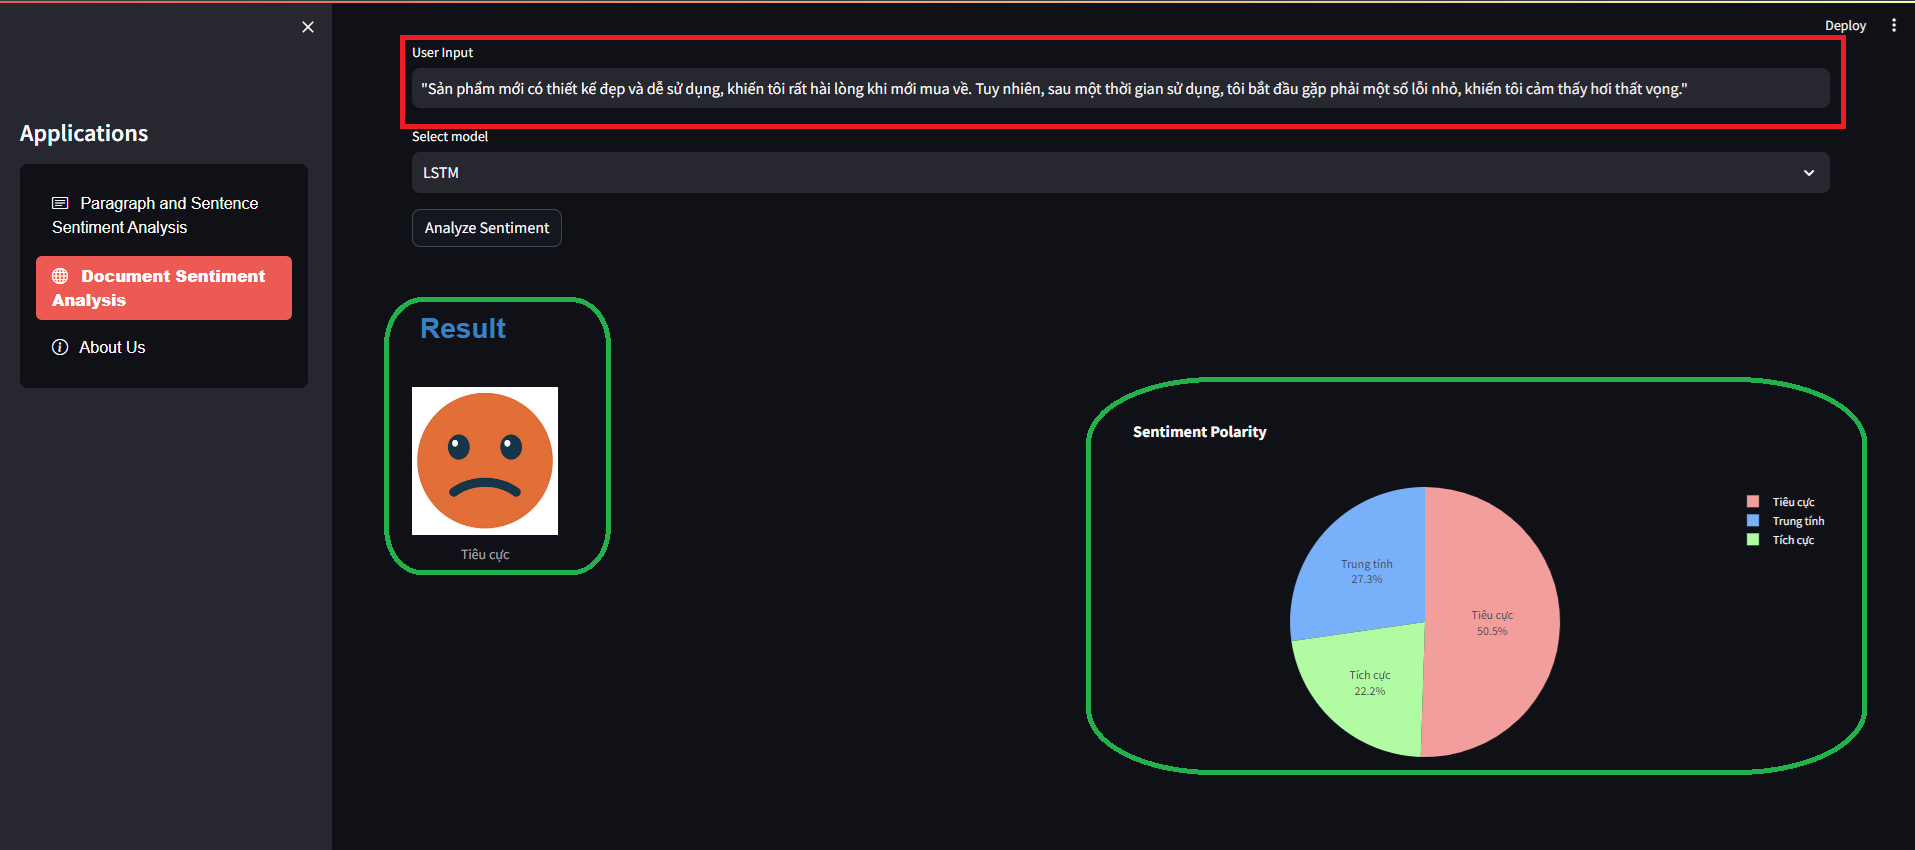 Deploy
Applications
Paragraph and Sentence
Sentiment Analysis
Document Sentiment
Analysis
About Us
User Input
"Sản phẩm mới có thiết kế đẹp và dễ sử dụng, khiến tôi rất hài lòng khi mới mua về. Tuy nhiên, sau một thời gian sử dụng, tôi bắt đầu gặp phải một số lỗi nhỏ, khiến tôi cảm thấy hơi thất vọng."
Select model
LSTM
Analyze Sentiment
Result
Tiêu cực
Sentiment Polarity
Tiêu cực
Trung tính
Tích cực
Trung tính
27.3%
Tiêu cực
50.5%
Tích cực
22.2%